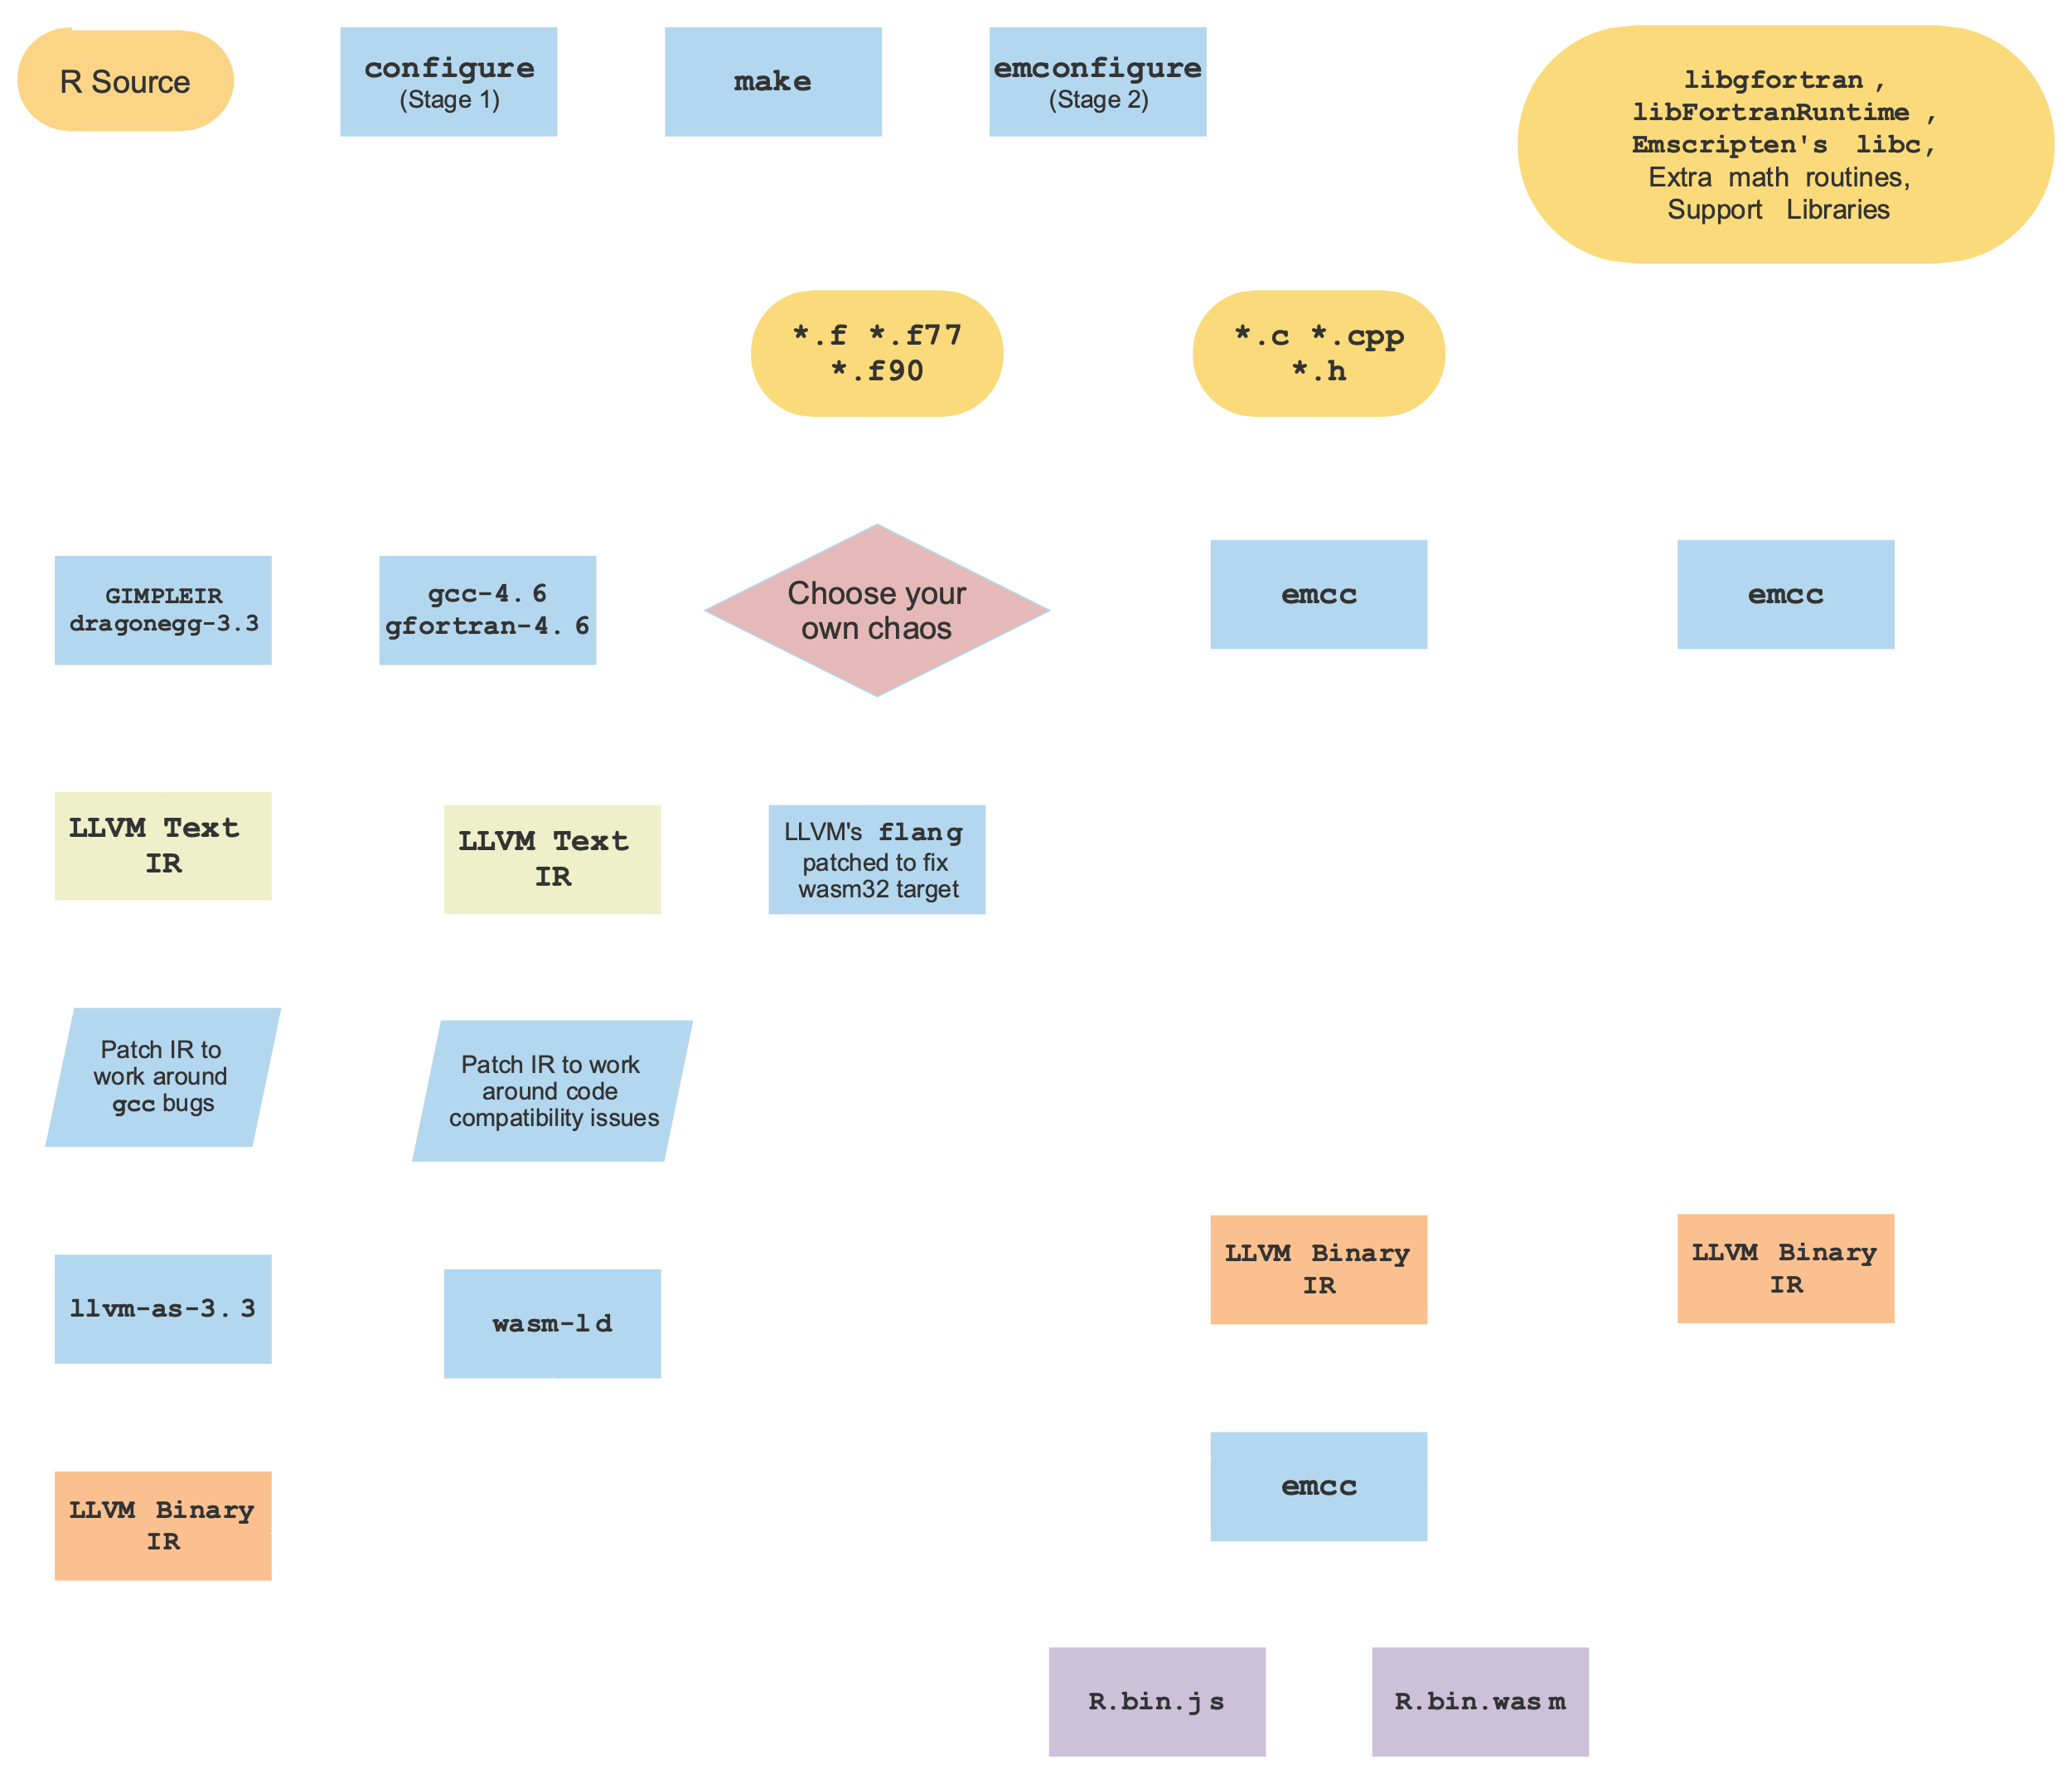 R Source
configure
(Stage 1)
make
emconfigure
(Stage 2)
libgfortran,
libFortranRuntime,
Emscripten's libc,
Extra math routines,
Support Libraries
*.f *.f77
*.f90
*.c *.cpp
*.h
GIMPLEIR
dragonegg-3.3
gcc-4.6
gfortran-4.6
Choose your
own chaos
emcc
emcc
LLVM Text
IR
LLVM Text
IR
LLVM's flang
patched to fix
wasm32 target
Patch IR to
work around
gcc bugs
Patch IR to work
around code
compatibility issues
LLVM Binary
IR
LLVM Binary
IR
llvm-as-3.3
wasm-ld
emcc
LLVM Binary
IR
R.bin.js
R.bin.wasm